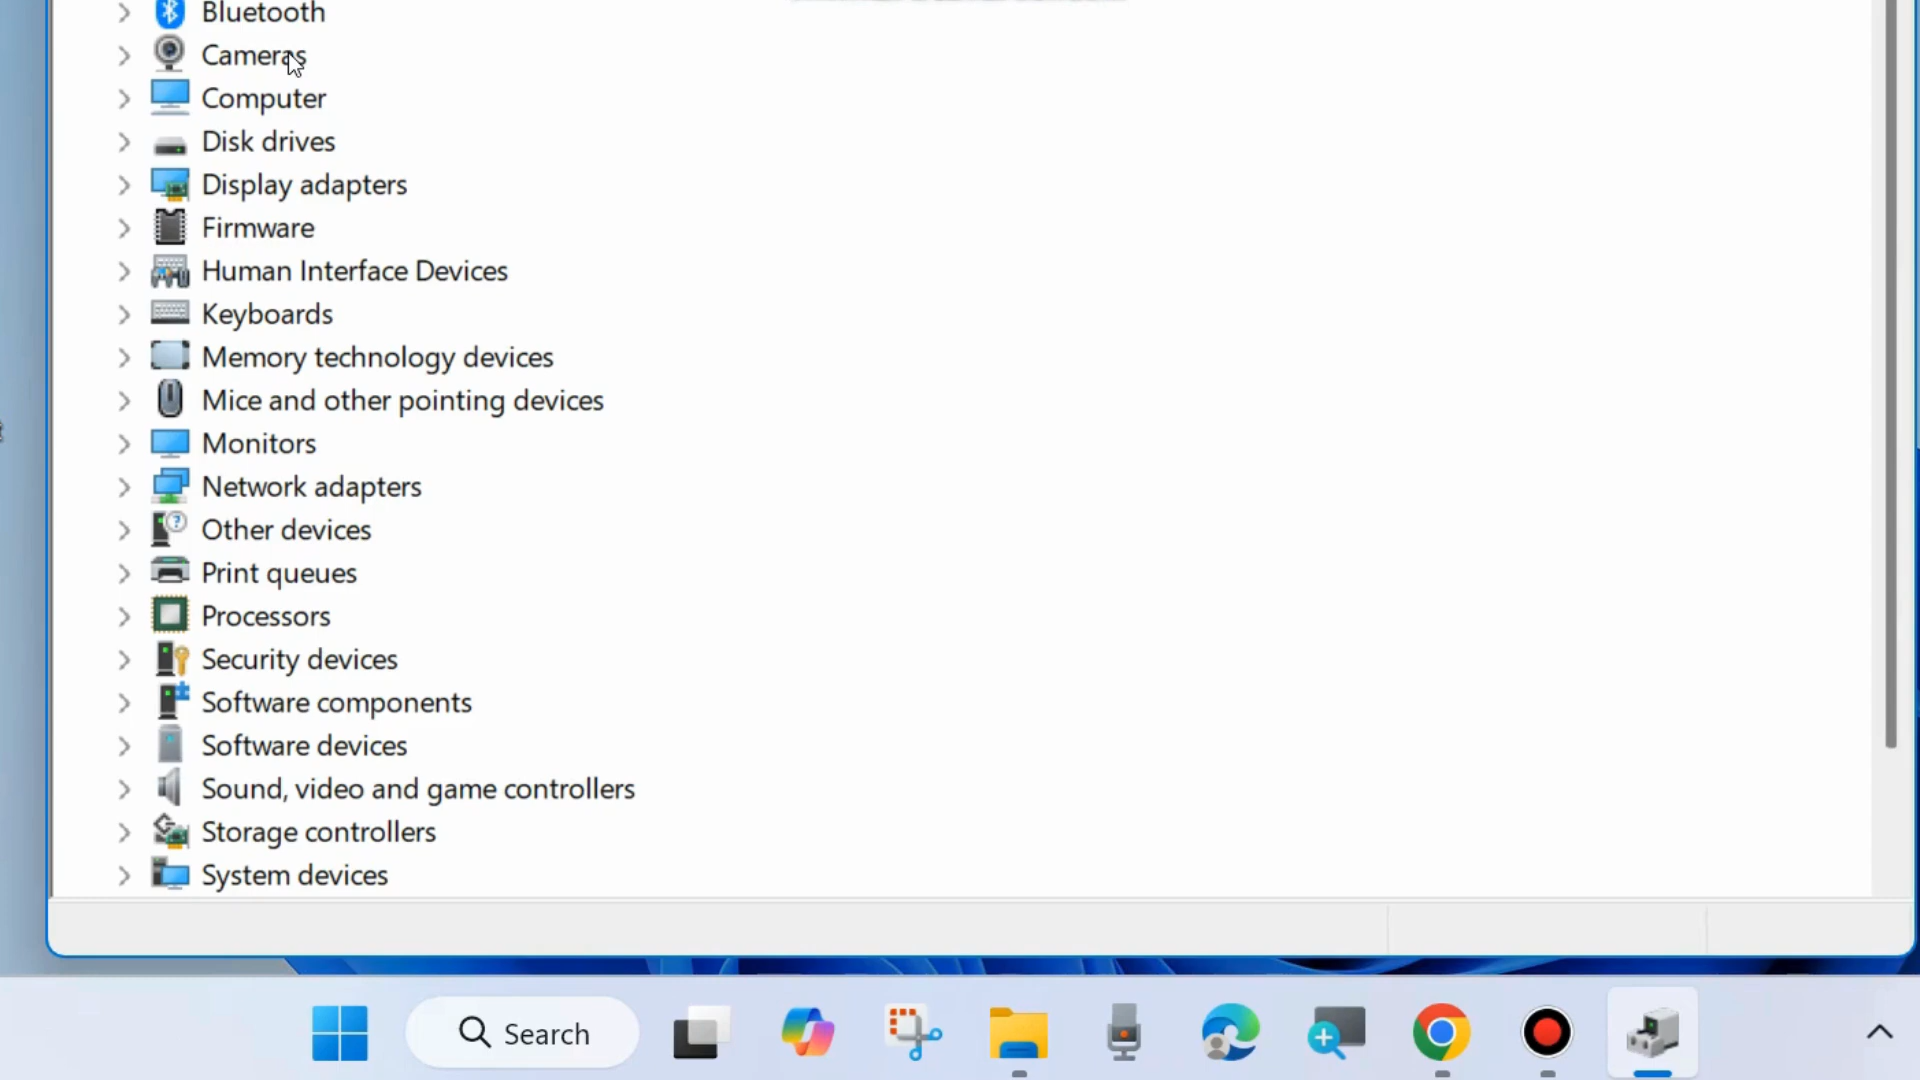 Bluetooth
Cameras
Computer
Disk drives
Display adapters
Firmware
Human Interface Devices
Keyboards
Memory technology devices
Mice and other pointing devices
Monitors
Network adapters
Other devices
Print queues
Processors
Security devices
Software components
Software devices
Sound, video and game controllers
Storage controllers
System devices
Search